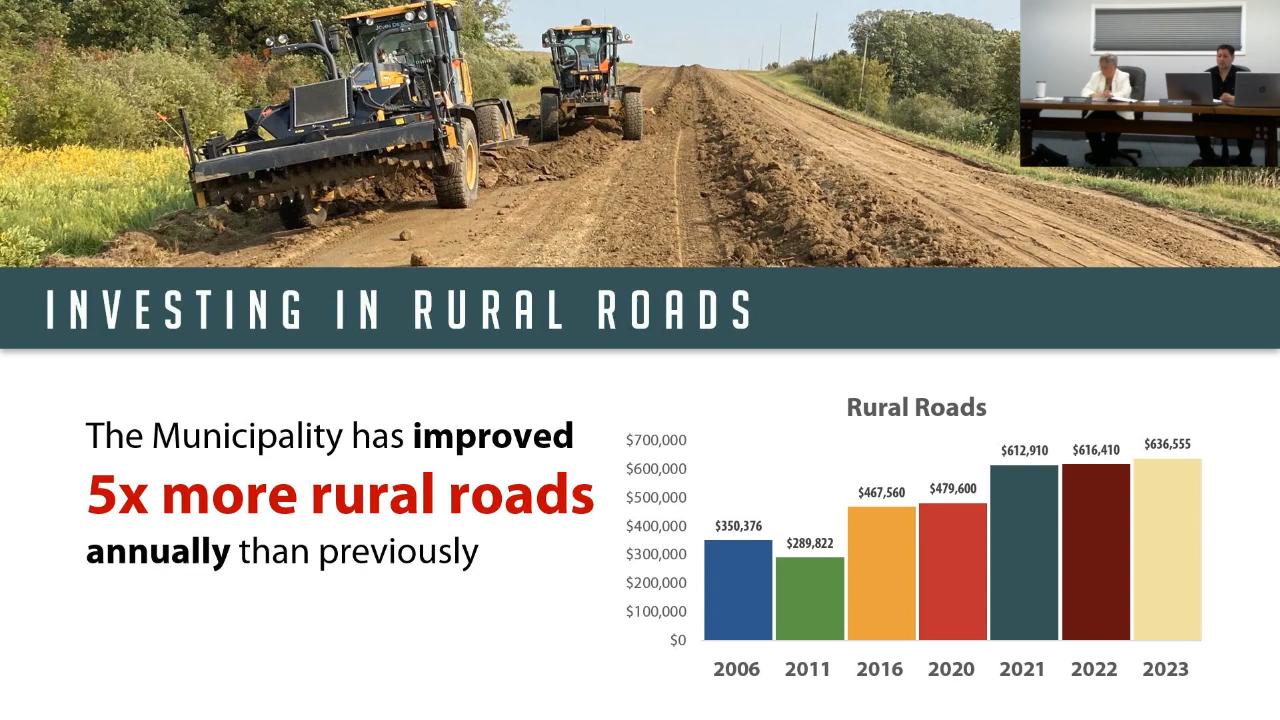 INVESTING IN RURAL ROADS
The Municipality has improved
5x more rural roads
annually than previously
Rural Roads
$700,000
$600,000
$500,000
$400,000
$300,000
$200,000
$100,000
$0
$350,376
$289,822
$467,560
$479,600
$612,910
$616,410
$636,555
2006 2011 2016 2020 2021 2022 2023